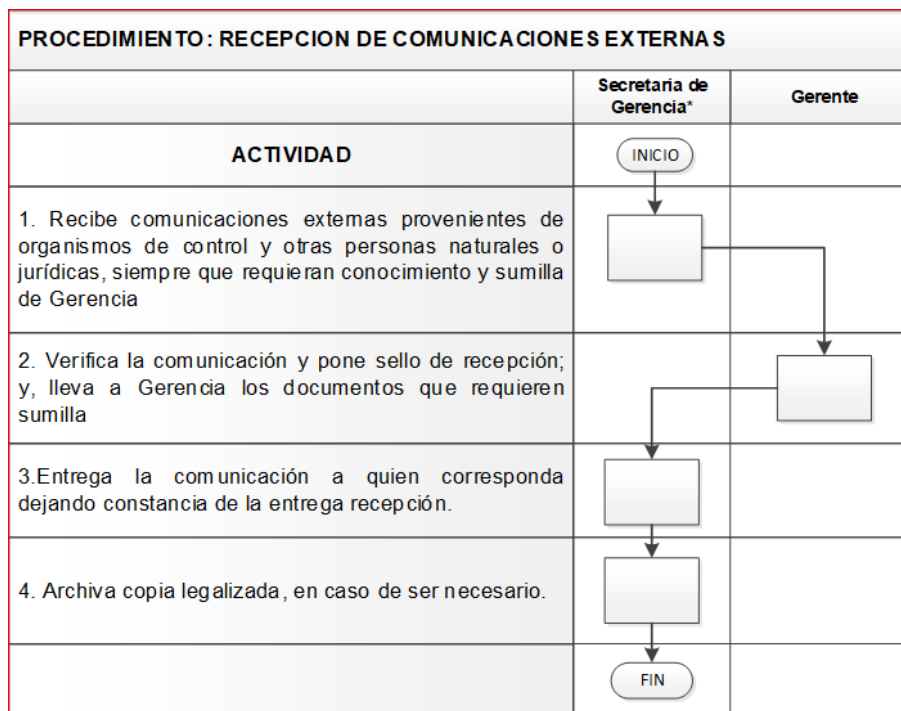 PROCEDIMIENTO: RECEPCION DE COMUNICACIONES EXTERNAS
Secretaria de
Gerencia*
Gerente
ACTIVIDAD
INICIO
1. Recibe comunicaciones externas provenientes de
organismos de control y otras personas naturales o
jurídicas, siempre que requieran conocimiento y sumilla
de Gerencia
2. Verifica la comunicación y pone sello de recepción;
y, lleva a Gerencia los documentos que requieren
sumilla
3.Entrega la comunicación a quien corresponda
dejando constancia de la entrega recepción.
4. Archiva copia legalizada, en caso de ser necesario.
FIN